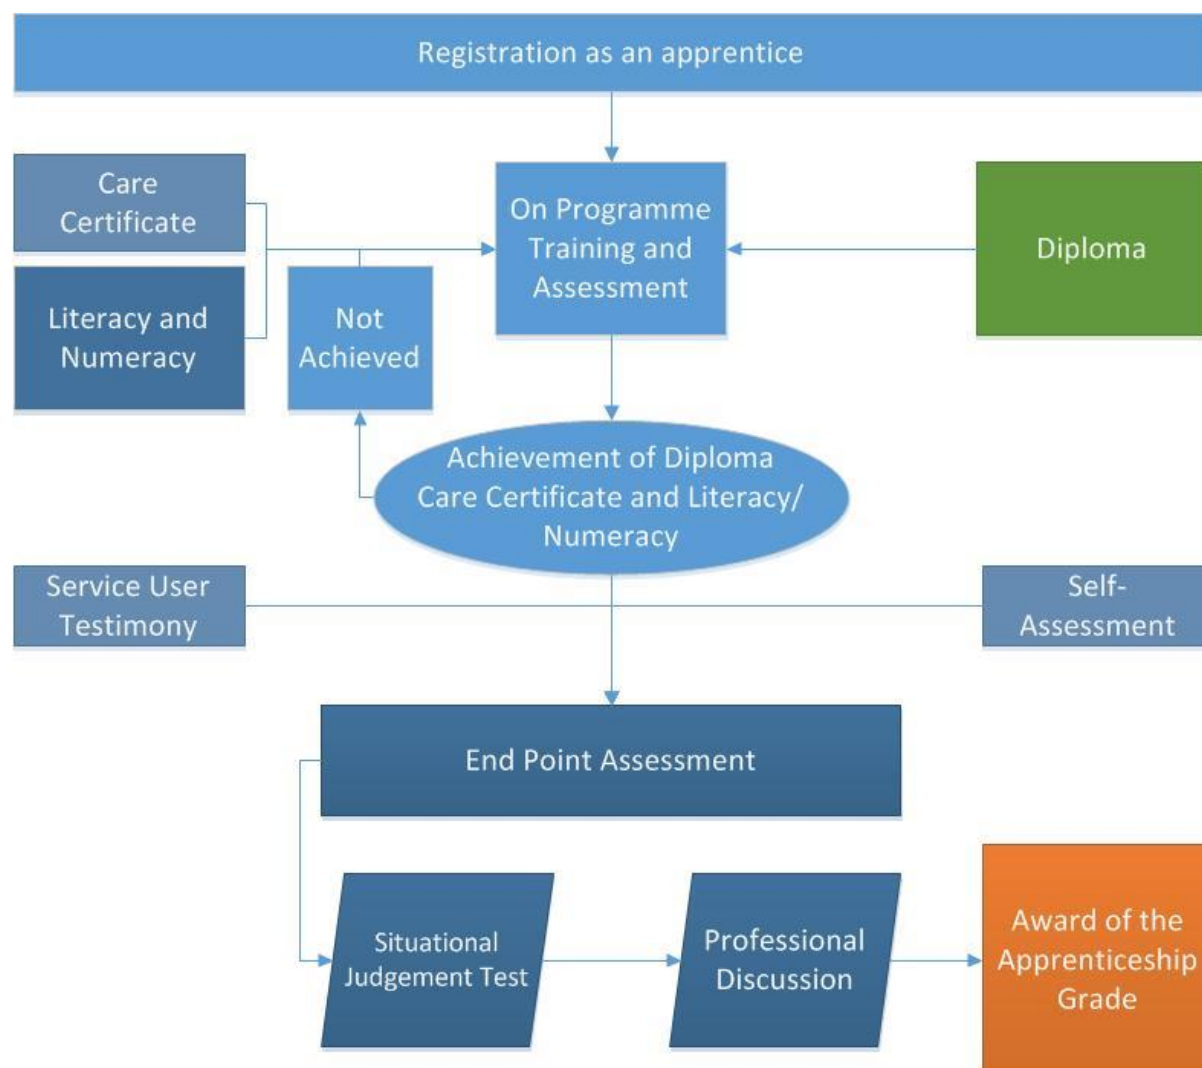 Registration as an apprentice
Care
Certificate
On Programme
Training and
Assessment
Diploma
Literacy and
Numeracy
Not
Achieved
Achievement of Diploma
Care Certificate and Literacy/
Numeracy
Service User
Testimony
Self-
Assessment
End Point Assessment
Situational
Judgement Test
Professional
Discussion
Award of the
Apprenticeship
Grade